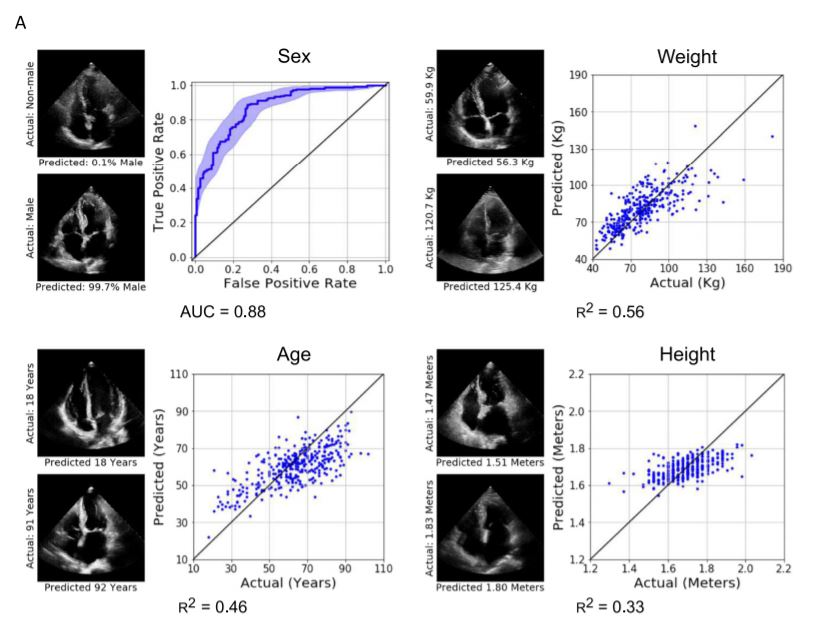 A
Sex
Actual: Non-male
Predicted: 0.1% Male
Actual: Male
Predicted: 99.7% Male
True Positive Rate
1.0
0.8
0.6
0.4
0.2
0.0
0.0 0.2 0.4 0.6 0.8 1.0
False Positive Rate
AUC = 0.88
Weight
Actual: 59.9 Kg
Predicted 56.3 Kg
Actual: 120.7 Kg
Predicted 125.4 Kg
Predicted (Kg)
190
160
130
100
70
40
40 70 100 130 160 190
Actual (Kg)
R² = 0.56
Age
Actual: 18 Years
Predicted 18 Years
Actual: 91 Years
Predicted 92 Years
Predicted (Years)
110
90
70
50
30
10
10 30 50 70 90 110
Actual (Years)
R² = 0.46
Height
Actual: 1.47 Meters
Predicted 1.51 Meters
Actual: 1.83 Meters
Predicted 1.80 Meters
Predicted (Meters)
2.2
2.0
1.8
1.6
1.4
1.2
1.2 1.4 1.6 1.8 2.0 2.2
Actual (Meters)
R² = 0.33